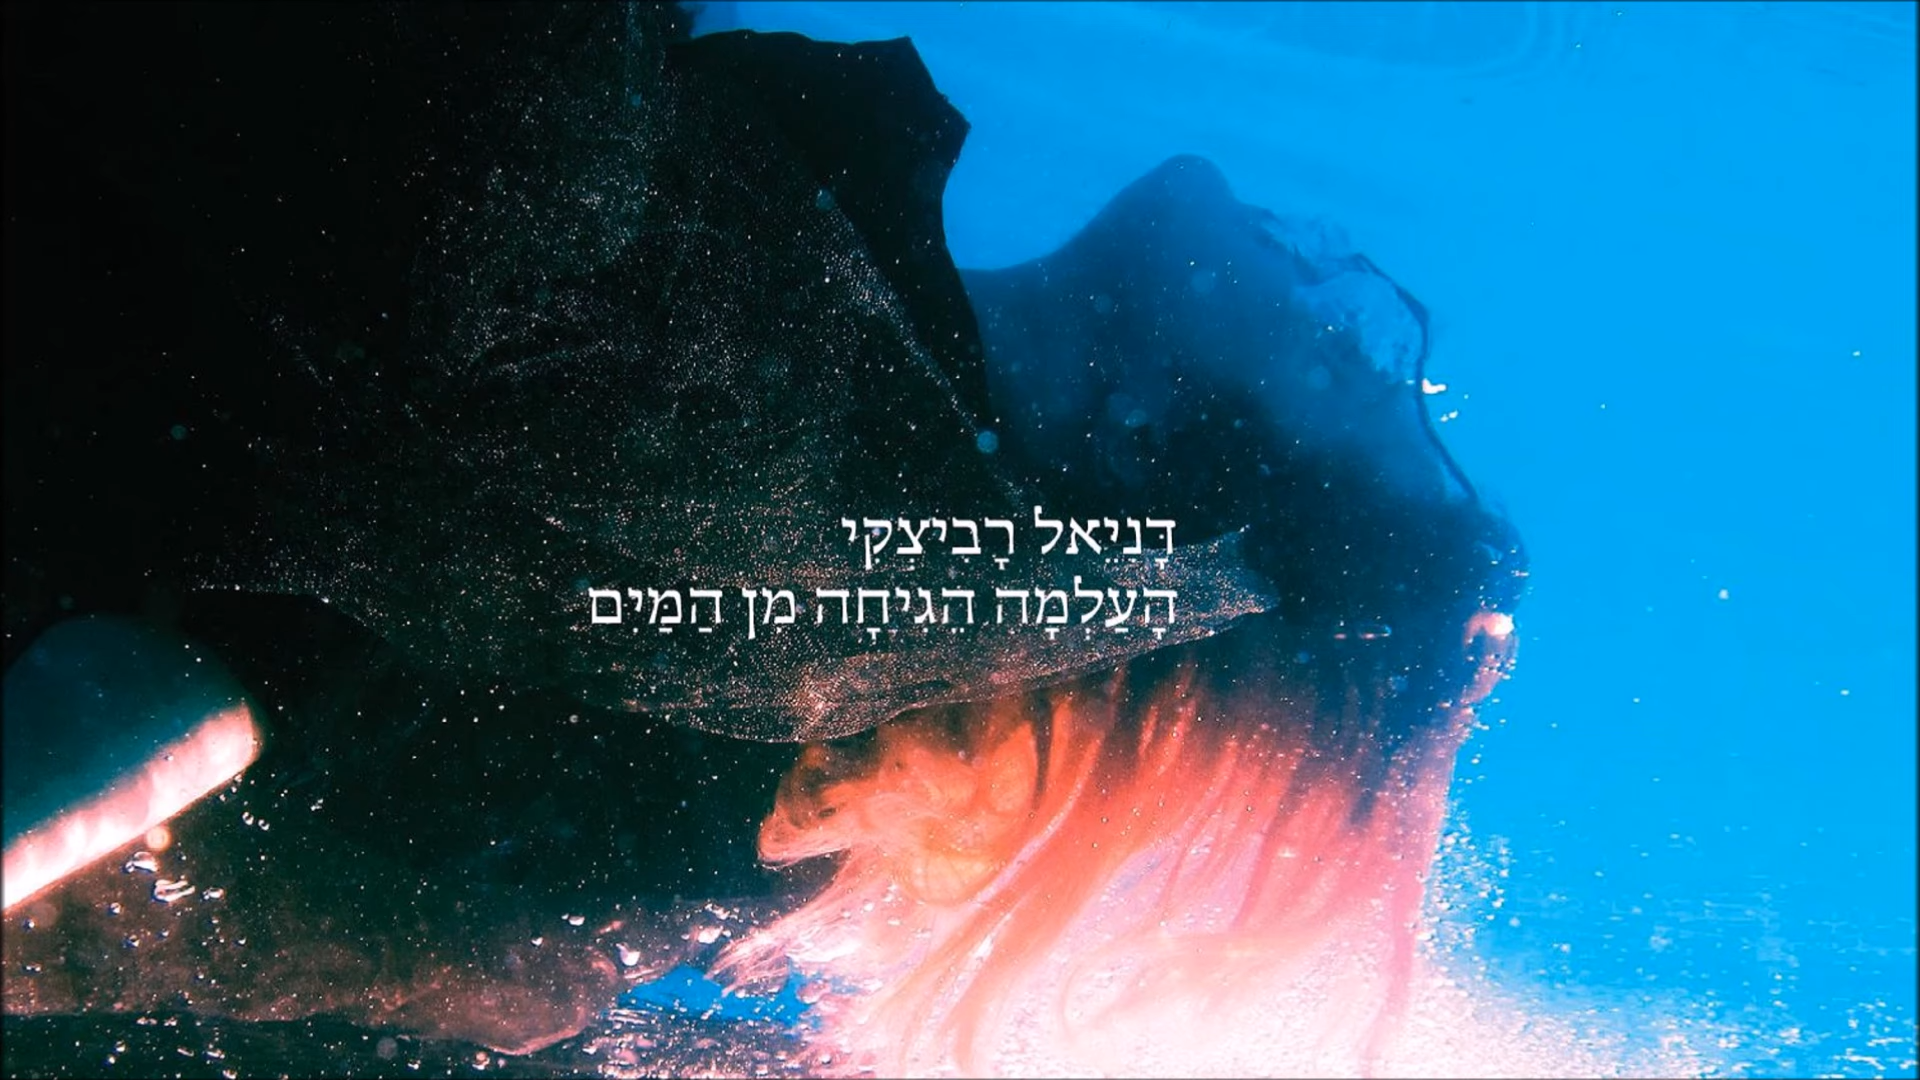 דָּנִיֵּאל רָבִיצְקִי
הָעַלְמָה הֵגִיחָה מִן הַמַּיִם